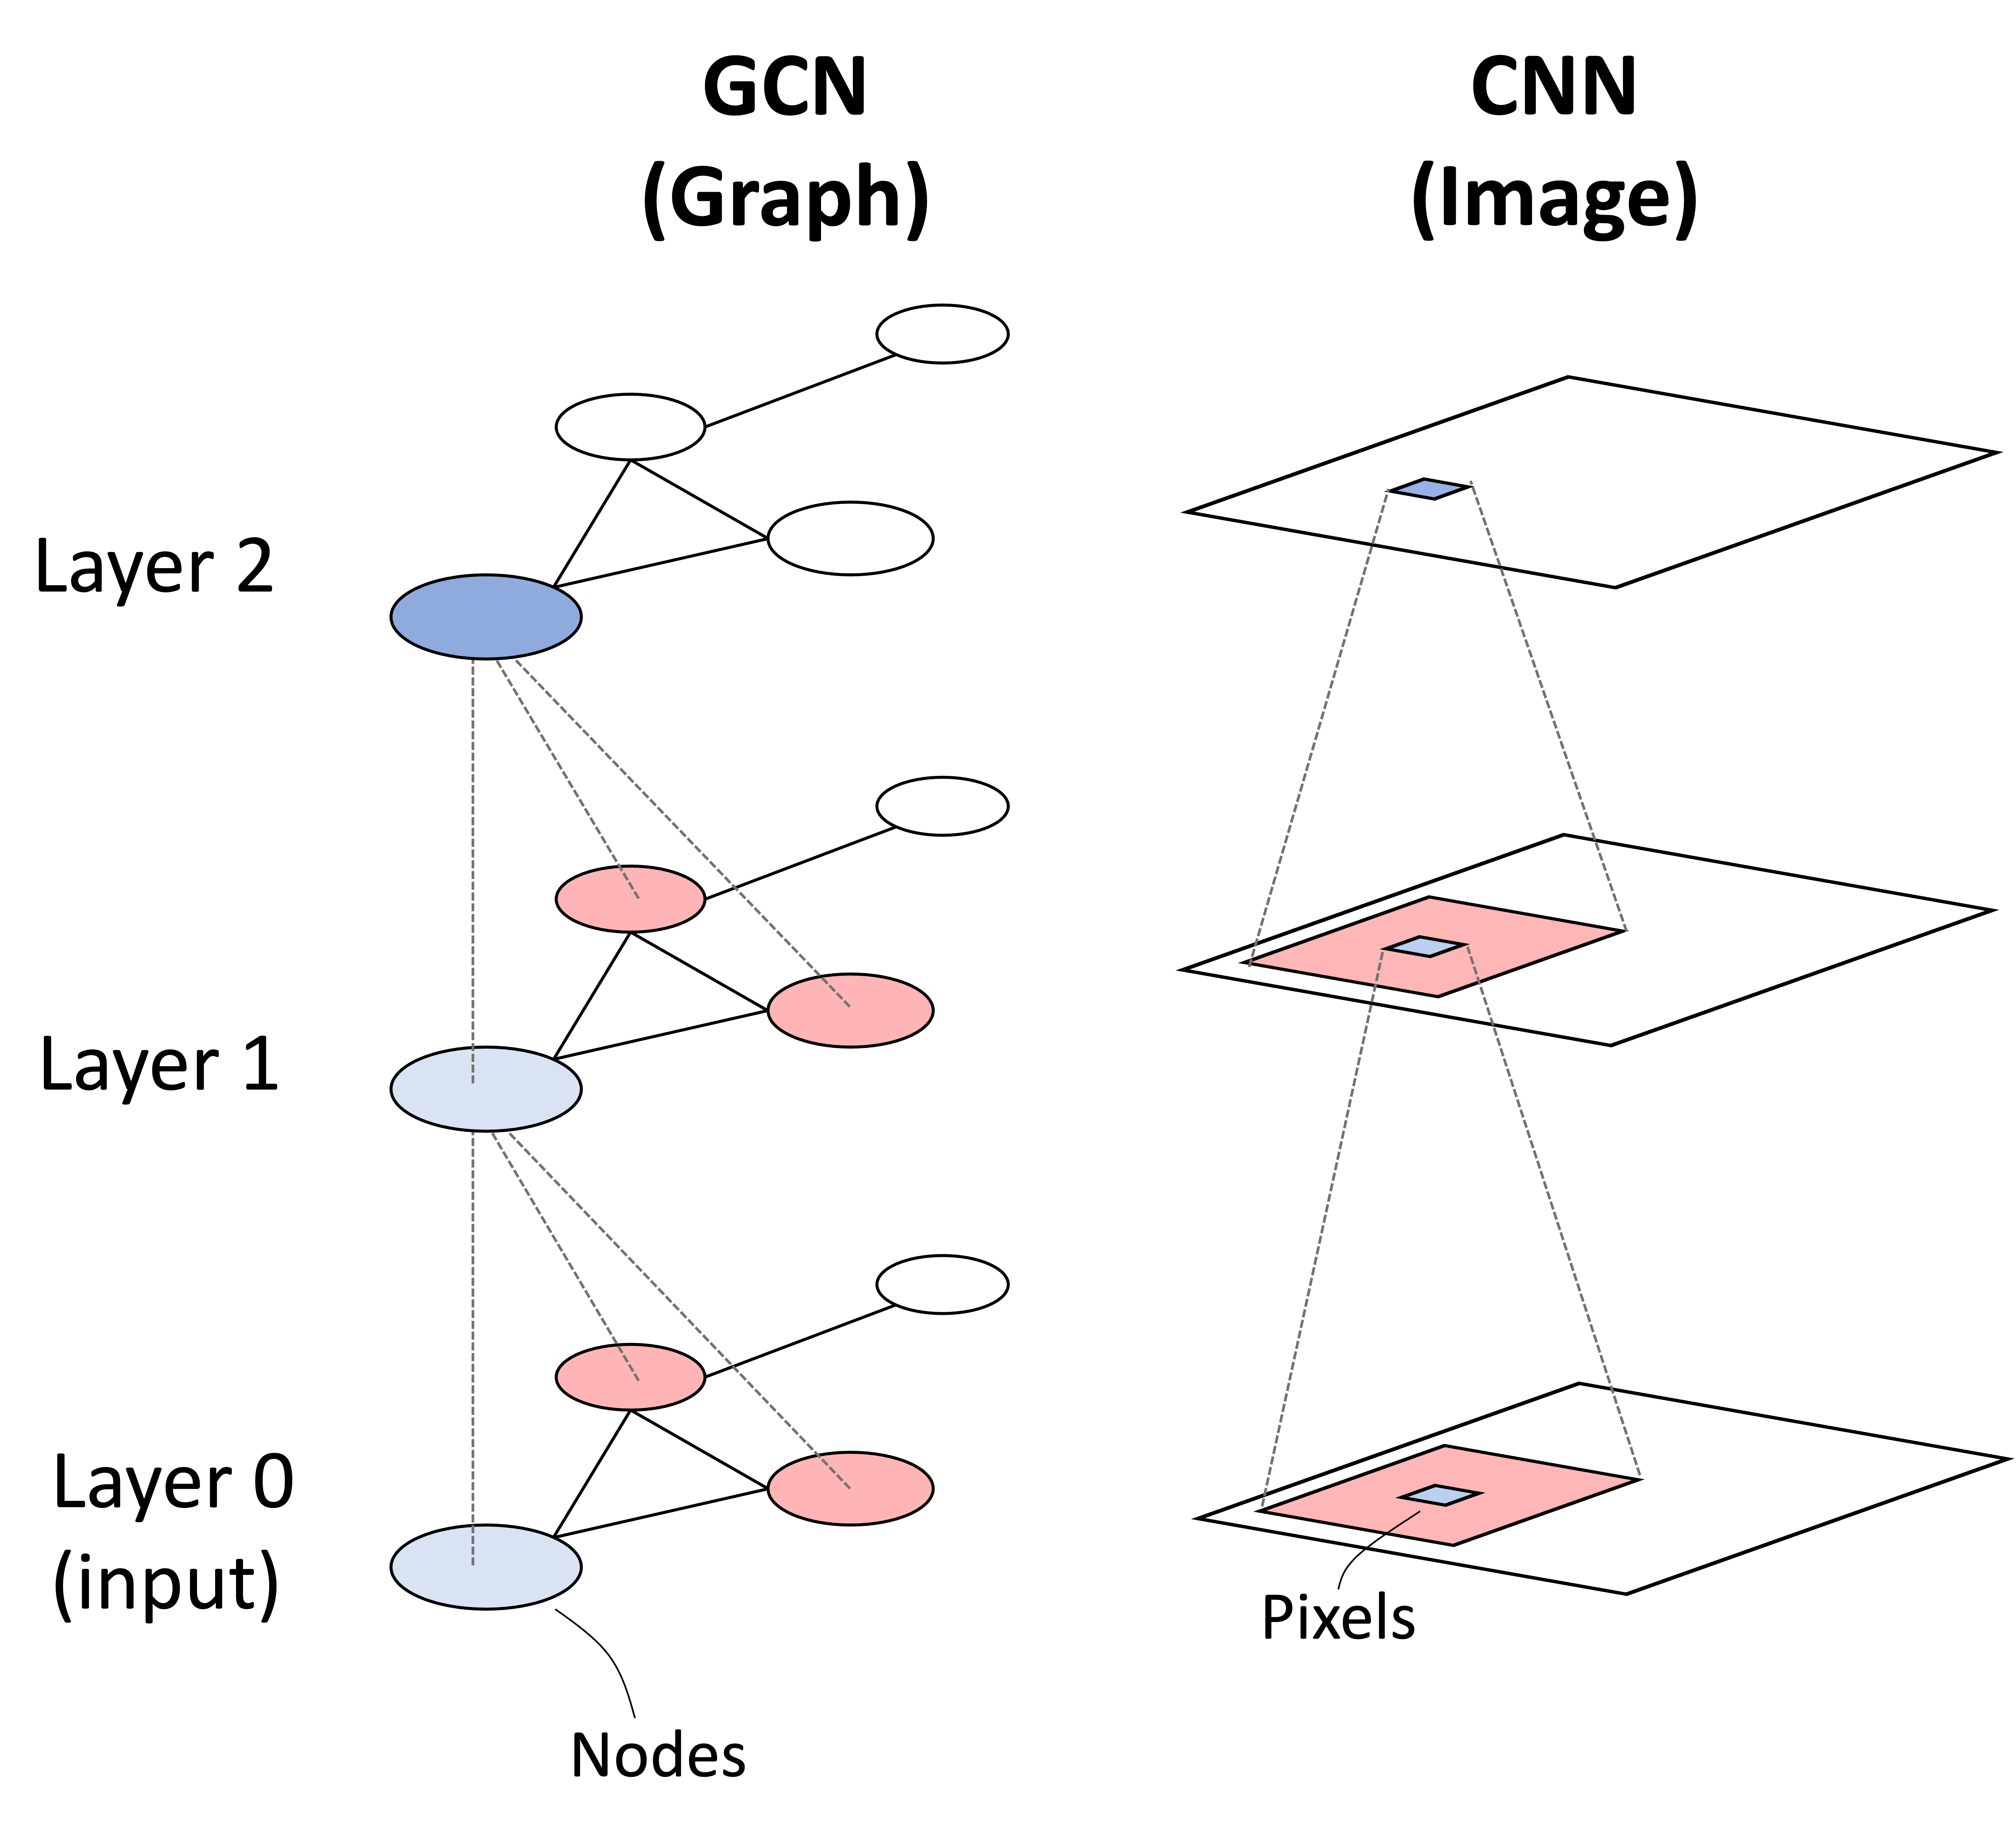 GCN
(Graph)
CNN
(Image)
Layer 2
Layer 1
Layer 0
(input)
Pixels
Nodes